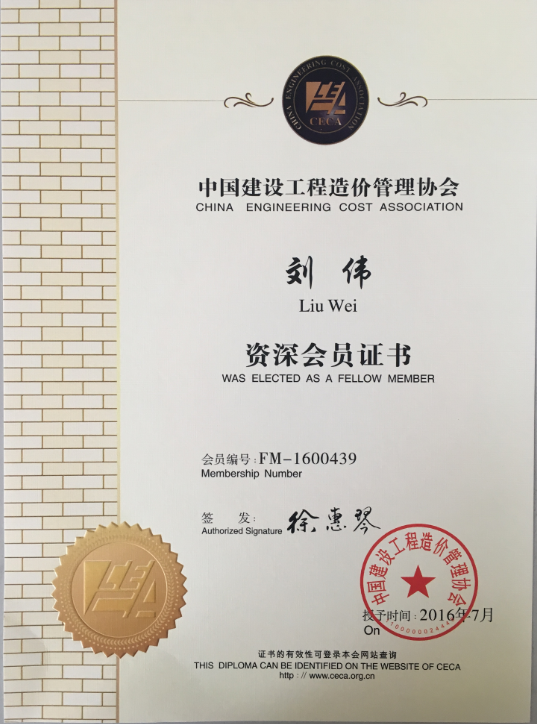 CHINA ENGINEERING COST ASSOCIATION
CECA
中国建设工程造价管理协会
CHINA ENGINEERING COST ASSOCIATION
刘 伟
Liu Wei
资深会员证书
WAS ELECTED AS A FELLOW MEMBER
会员编号:FM-1600439
Membership Number
签 发:
Authorized Signature 徐惠琴
中国建设工程造价管理协会
授予时间:2016年7月
On
证书的有效性可登录本会网站查询
THIS DIPLOMA CAN BE IDENTIFIED ON THE WEBSITE OF CECA
http://www.ceca.org.cn